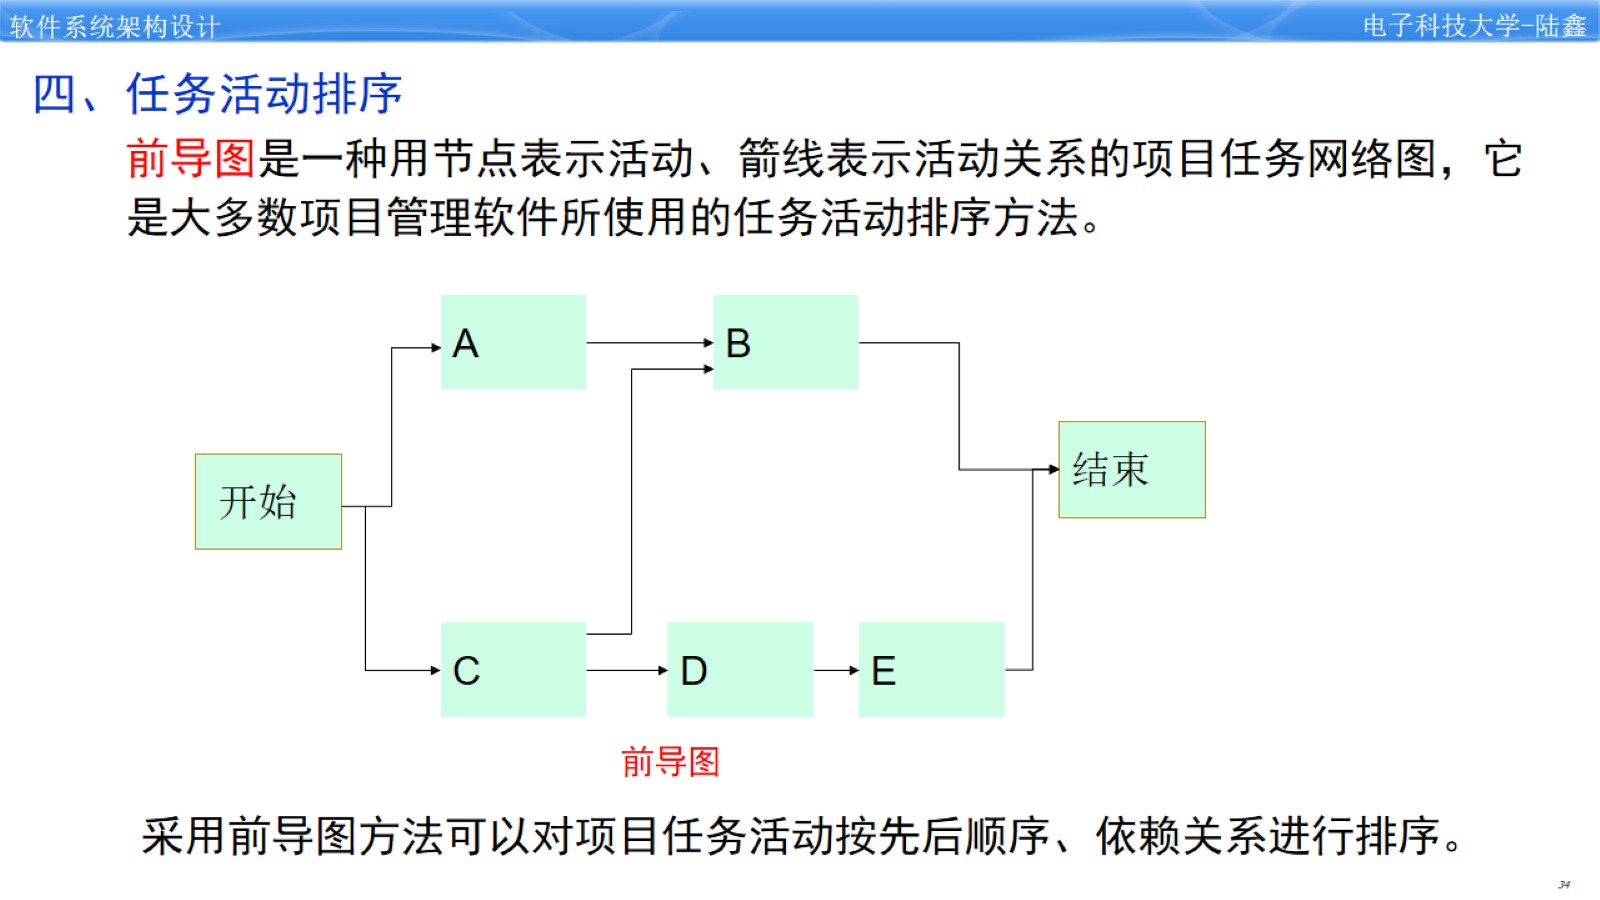 软件系统架构设计
电子科技大学-陆鑫
四、任务活动排序
前导图是一种用节点表示活动、箭线表示活动关系的项目任务网络图，它
是大多数项目管理软件所使用的任务活动排序方法。
A
B
开始
结束
C
D
E
前导图
采用前导图方法可以对项目任务活动按先后顺序、依赖关系进行排序。
34